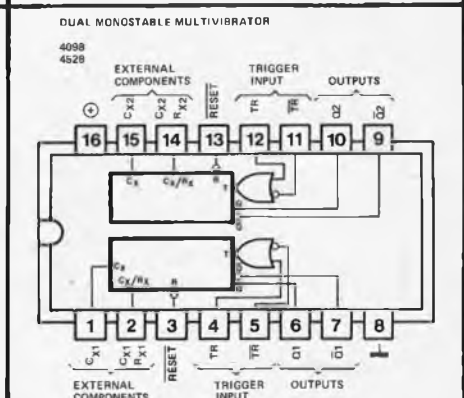 DUAL MONOSTABLE MULTIVIBRATOR
4098
4528
EXTERNAL COMPONENTS
TRIGGER INPUT
OUTPUTS
CX2
CX2 RX2
RESET
TR
TR
Q2
Q2
16 15 14 13 12 11 10 9
CX CX/RX R T Q Q
CX CX/RX R T Q Q
1 2 3 4 5 6 7 8
CX1
CX1 RX1
RESET
TR
TR
Q1
Q1
EXTERNAL COMPONENTS
TRIGGER INPUT
OUTPUTS